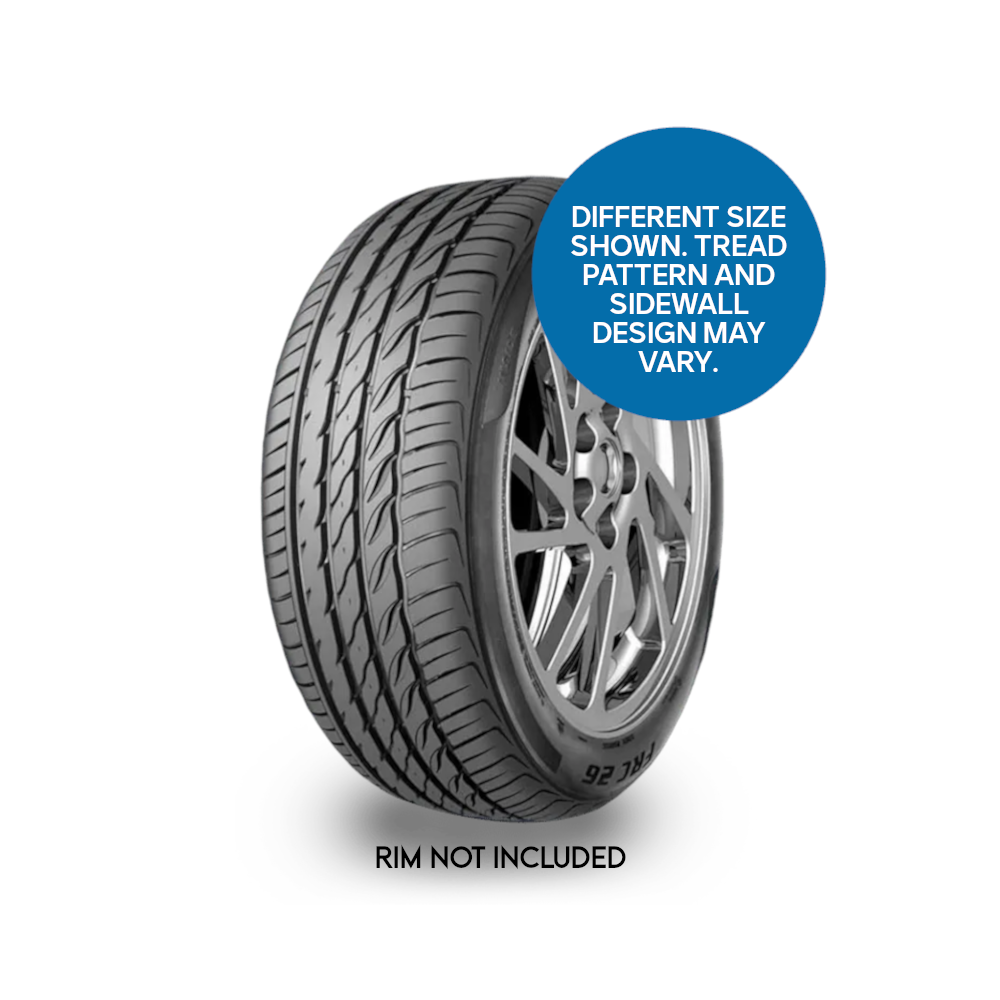 DIFFERENT SIZE
SHOWN. TREAD
PATTERN AND
SIDEWALL
DESIGN MAY
VARY.
FRC 26
RIM NOT INCLUDED